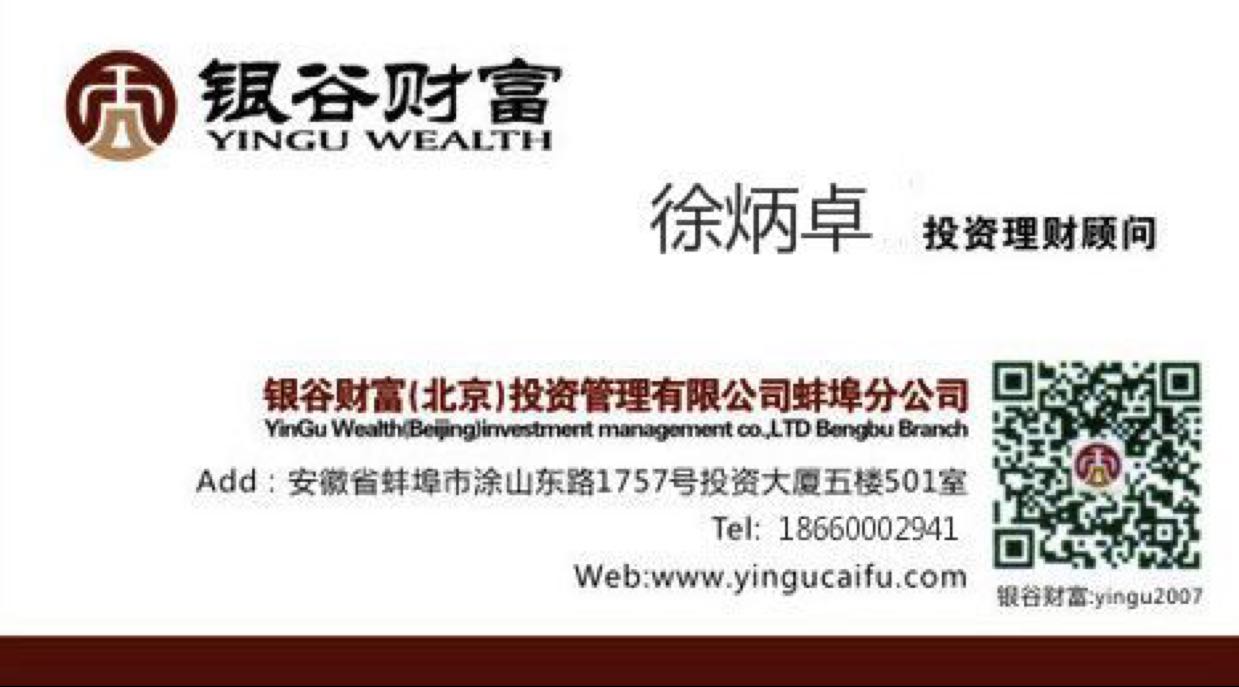 银谷财富
YINGU WEALTH
徐炳卓 投资理财顾问
银谷财富(北京)投资管理有限公司蚌埠分公司
YinGu Wealth(Beijing)investment management co.,LTD Bengbu Branch
Add：安徽省蚌埠市涂山东路1757号投资大厦五楼501室
Tel: 18660002941
Web:www.yingucaifu.com
银谷财富:yingu2007